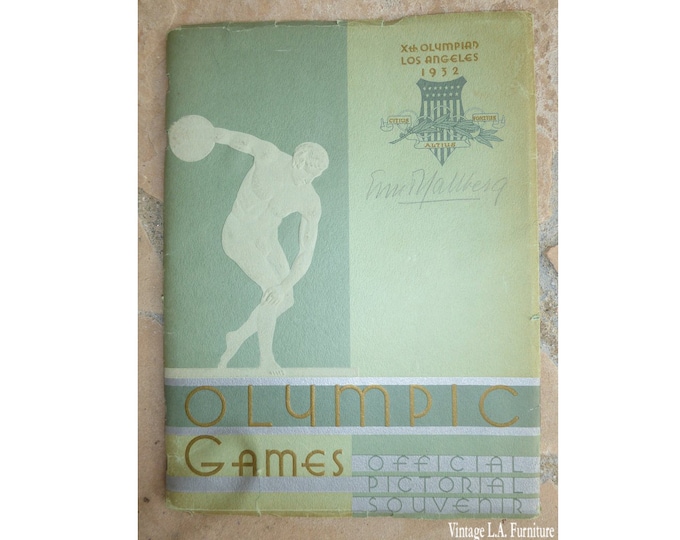 Xth OLYMPIAD
LOS ANGELES
1932
CITIUS FORTIUS
ALTIUS
OLYMPIC
GAMES
OFFICIAL
PICTORIAL
SOUVENIR
Vintage L.A. Furniture